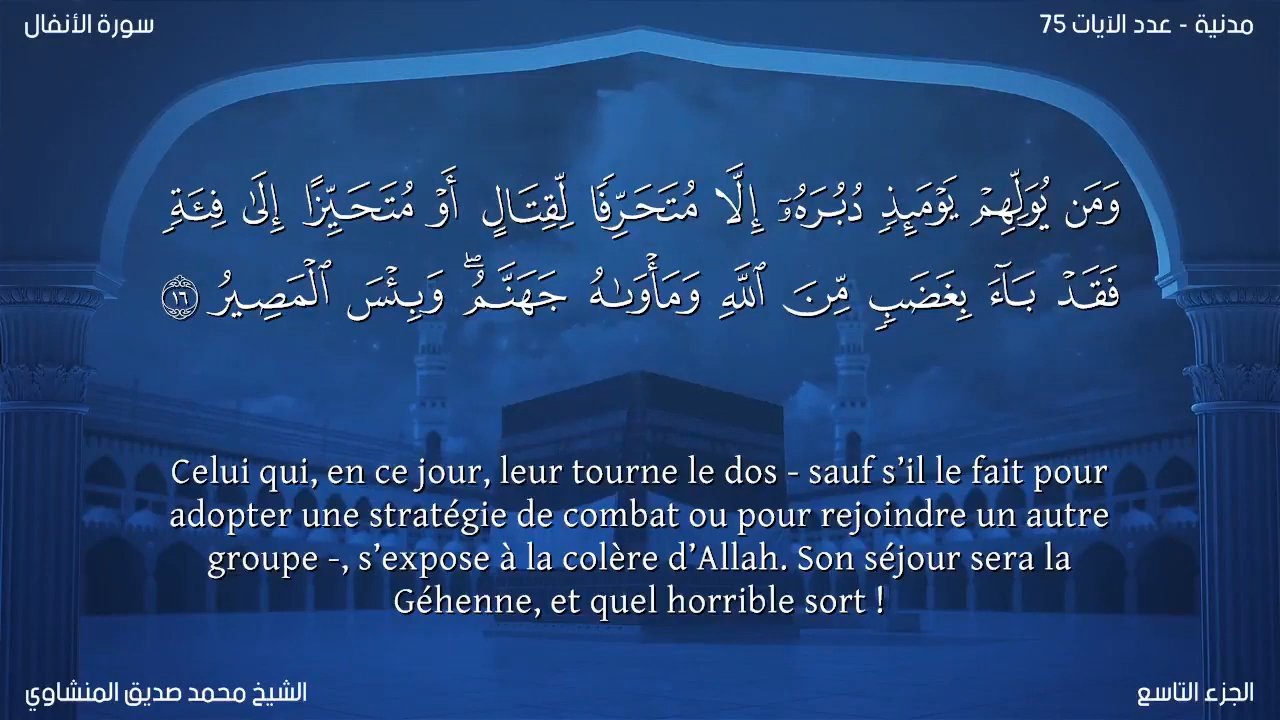 مدنية - عدد الآيات 75
سورة الأنفال
وَمَن يُوَلِّهِمْ يَوْمَئِذٍ دُبُرَهُۥٓ إِلَّا مُتَحَرِّفًا لِّقِتَالٍ أَوْ مُتَحَيِّزًا إِلَىٰ فِئَةٍ
فَقَدْ بَآءَ بِغَضَبٍ مِّنَ ٱللَّهِ وَمَأْوَىٰهُ جَهَنَّمُ ۖ وَبِئْسَ ٱلْمَصِيرُ ١٦
Celui qui, en ce jour, leur tourne le dos - sauf s’il le fait pour
adopter une stratégie de combat ou pour rejoindre un autre
groupe -, s’expose à la colère d’Allah. Son séjour sera la
Géhenne, et quel horrible sort !
الجزء التاسع
الشيخ محمد صديق المنشاوي